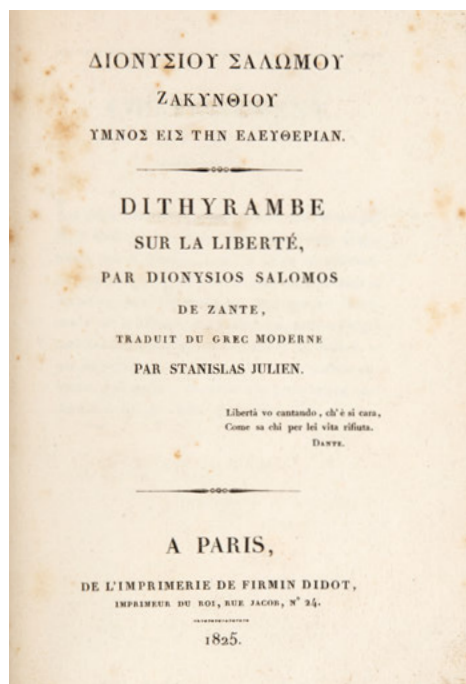 ΔΙΟΝΥΣΙΟΥ ΣΑΛΩΜΟΥ
ΖΑΚΥΝΘΙΟΥ
ΥΜΝΟΣ ΕΙΣ ΤΗΝ ΕΛΕΥΘΕΡΙΑΝ.
DITHYRAMBE
SUR LA LIBERTÉ,
PAR DIONYSIOS SALOMOS
DE ZANTE,
TRADUIT DU GREC MODERNE
PAR STANISLAS JULIEN.
Libertà vo cantando, ch'è si cara,
Come sa chi per lei vita rifiuta.
DANTE.
A PARIS,
DE L'IMPRIMERIE DE FIRMIN DIDOT,
IMPRIMEUR DU ROI, RUE JACOB, N° 24.
1825.